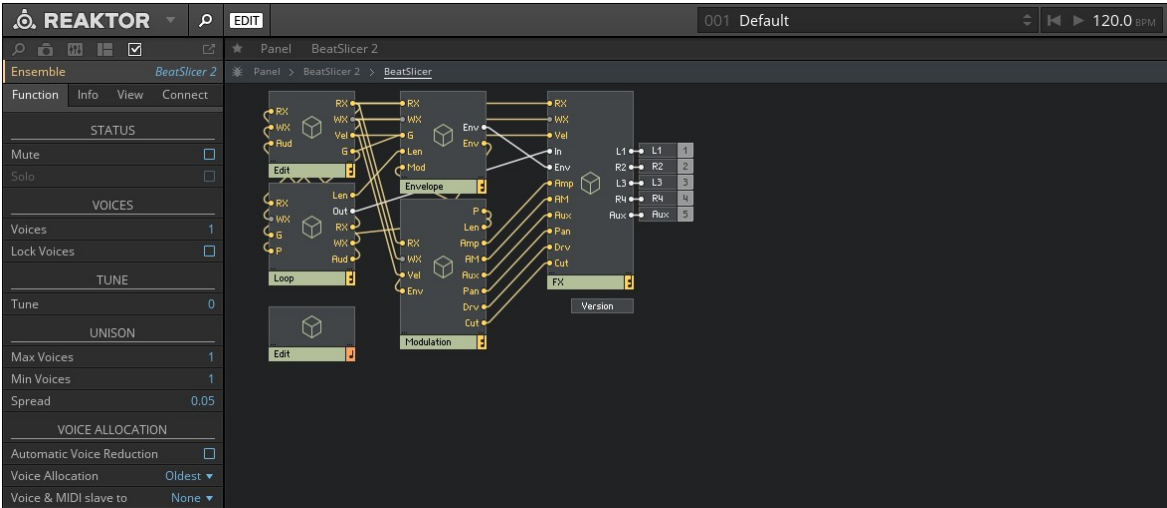 REAKTOR
EDIT
001 Default
120.0 BPM
Panel BeatSlicer 2
Ensemble BeatSlicer 2
Panel > BeatSlicer 2 > BeatSlicer
Function Info View Connect
STATUS
Mute
Solo
VOICES
Voices 1
Lock Voices
TUNE
Tune 0
UNISON
Max Voices 1
Min Voices 1
Spread 0.05
VOICE ALLOCATION
Automatic Voice Reduction
Voice Allocation Oldest
Voice & MIDI slave to None
RX
WX
Aud
RX
WX
Vel
G
Edit
RX
WX
G
P
Len
Out
RX
WX
Aud
Loop
Edit
RX
WX
G
Len
Mod
Env
Env
Envelope
RX
WX
Vel
Env
P
Len
Amp
AM
Aux
Pan
Drv
Cut
Modulation
RX
WX
Vel
In
Env
Amp
AM
Aux
Pan
Drv
Cut
L1
R2
L3
R4
Aux
FX
L1 1
R2 2
L3 3
R4 4
Aux 5
Version